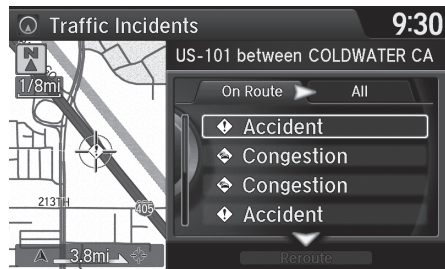 Traffic Incidents
9:30
US-101 between COLDWATER CA
N
1/8mi
On Route
All
Accident
Congestion
Congestion
Accident
213TH
405
3.8mi
Reroute